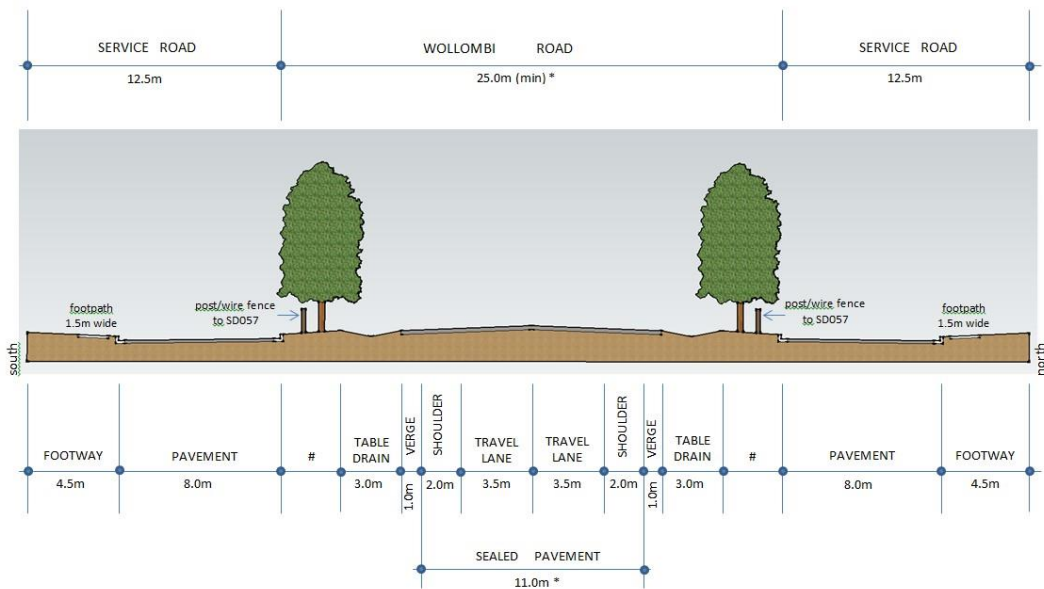 SERVICE ROAD
12.5m
WOLLOMBI ROAD
25.0m (min) *
SERVICE ROAD
12.5m
footpath
1.5m wide
post/wire fence
to SD057
post/wire fence
to SD057
footpath
1.5m wide
south
north
FOOTWAY
4.5m
PAVEMENT
8.0m
#
TABLE
DRAIN
3.0m
VERGE
1.0m
SHOULDER
2.0m
TRAVEL
LANE
3.5m
TRAVEL
LANE
3.5m
SHOULDER
2.0m
VERGE
1.0m
TABLE
DRAIN
3.0m
#
PAVEMENT
8.0m
FOOTWAY
4.5m
SEALED PAVEMENT
11.0m *